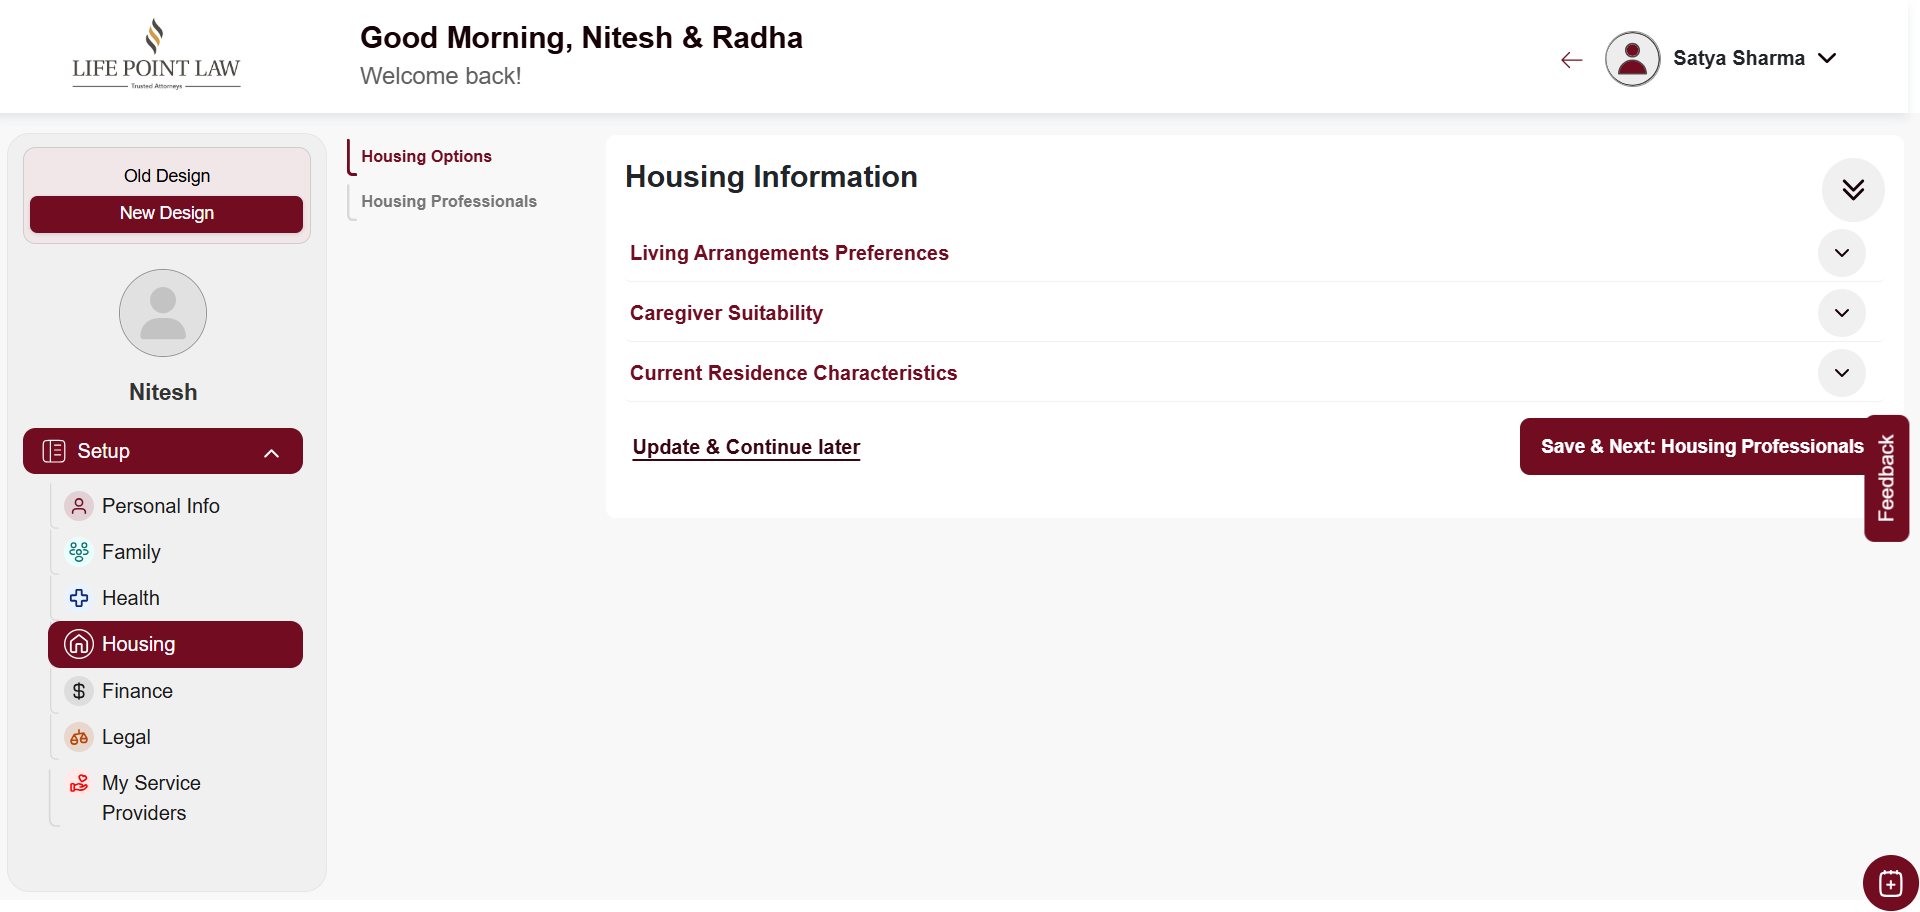 LIFE POINT LAW
Trusted Attorneys
Good Morning, Nitesh & Radha
Welcome back!
Satya Sharma
Old Design
New Design
Nitesh
Setup
Personal Info
Family
Health
Housing
Finance
Legal
My Service
Providers
Housing Options
Housing Professionals
Housing Information
Living Arrangements Preferences
Caregiver Suitability
Current Residence Characteristics
Update & Continue later
Save & Next: Housing Professionals
Feedback